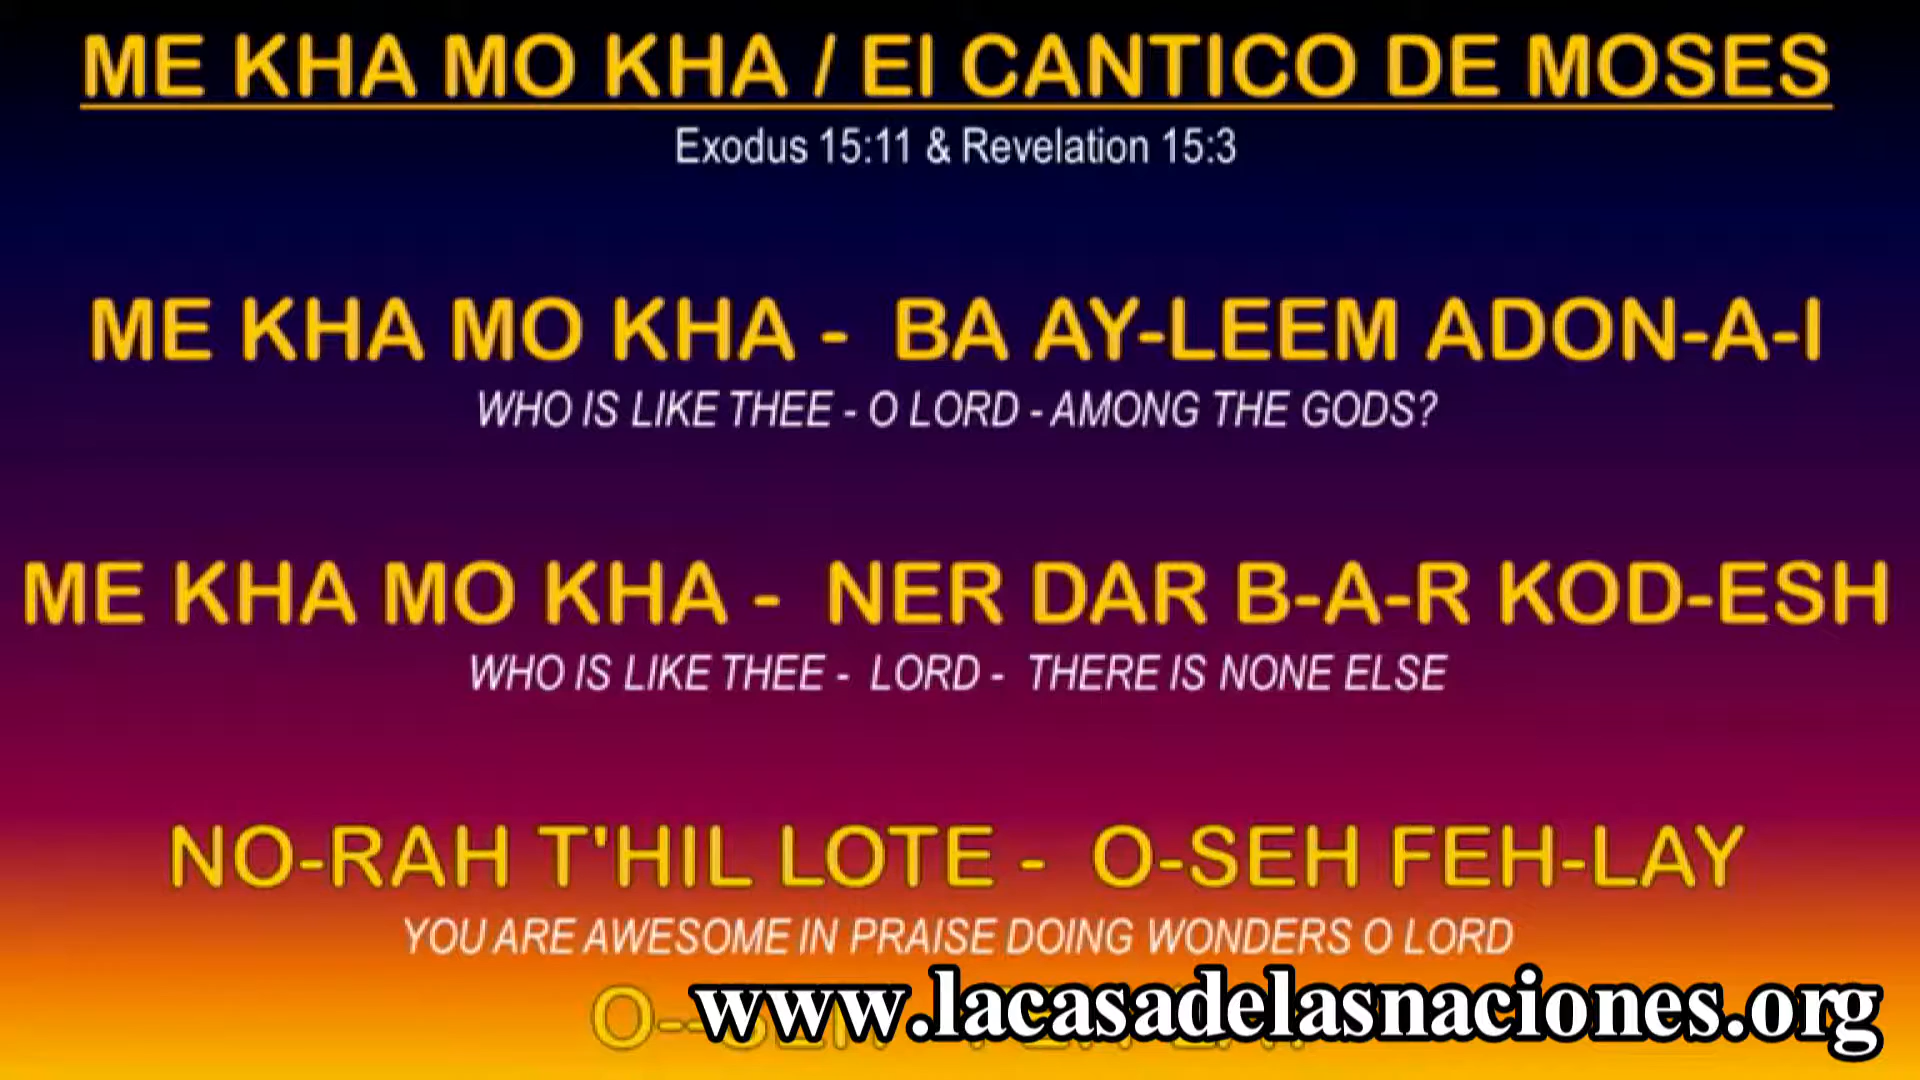 ME KHA MO KHA / EI CANTICO DE MOSES
Exodus 15:11 & Revelation 15:3
ME KHA MO KHA - BA AY-LEEM ADON-A-I
WHO IS LIKE THEE - O LORD - AMONG THE GODS?
ME KHA MO KHA - NER DAR B-A-R KOD-ESH
WHO IS LIKE THEE - LORD - THERE IS NONE ELSE
NO-RAH T'HIL LOTE - O-SEH FEH-LAY
YOU ARE AWESOME IN PRAISE DOING WONDERS O LORD
www.lacasadelasnaciones.org